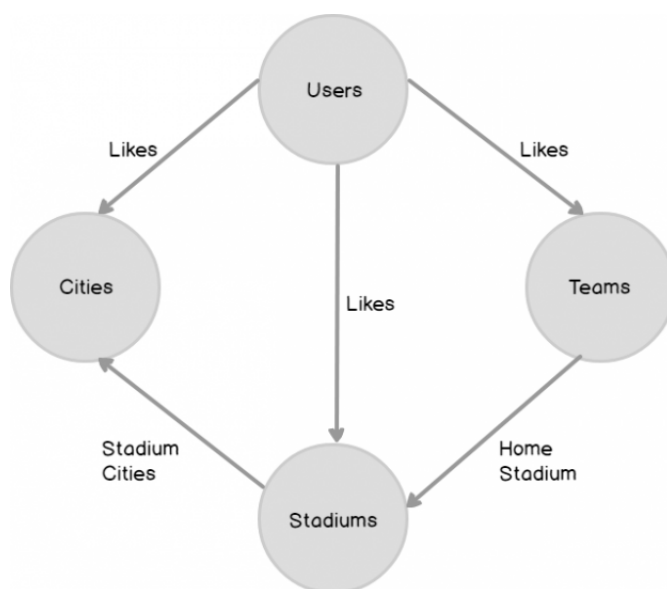 Users
Likes
Likes
Cities
Likes
Teams
Stadium
Cities
Home
Stadium
Stadiums